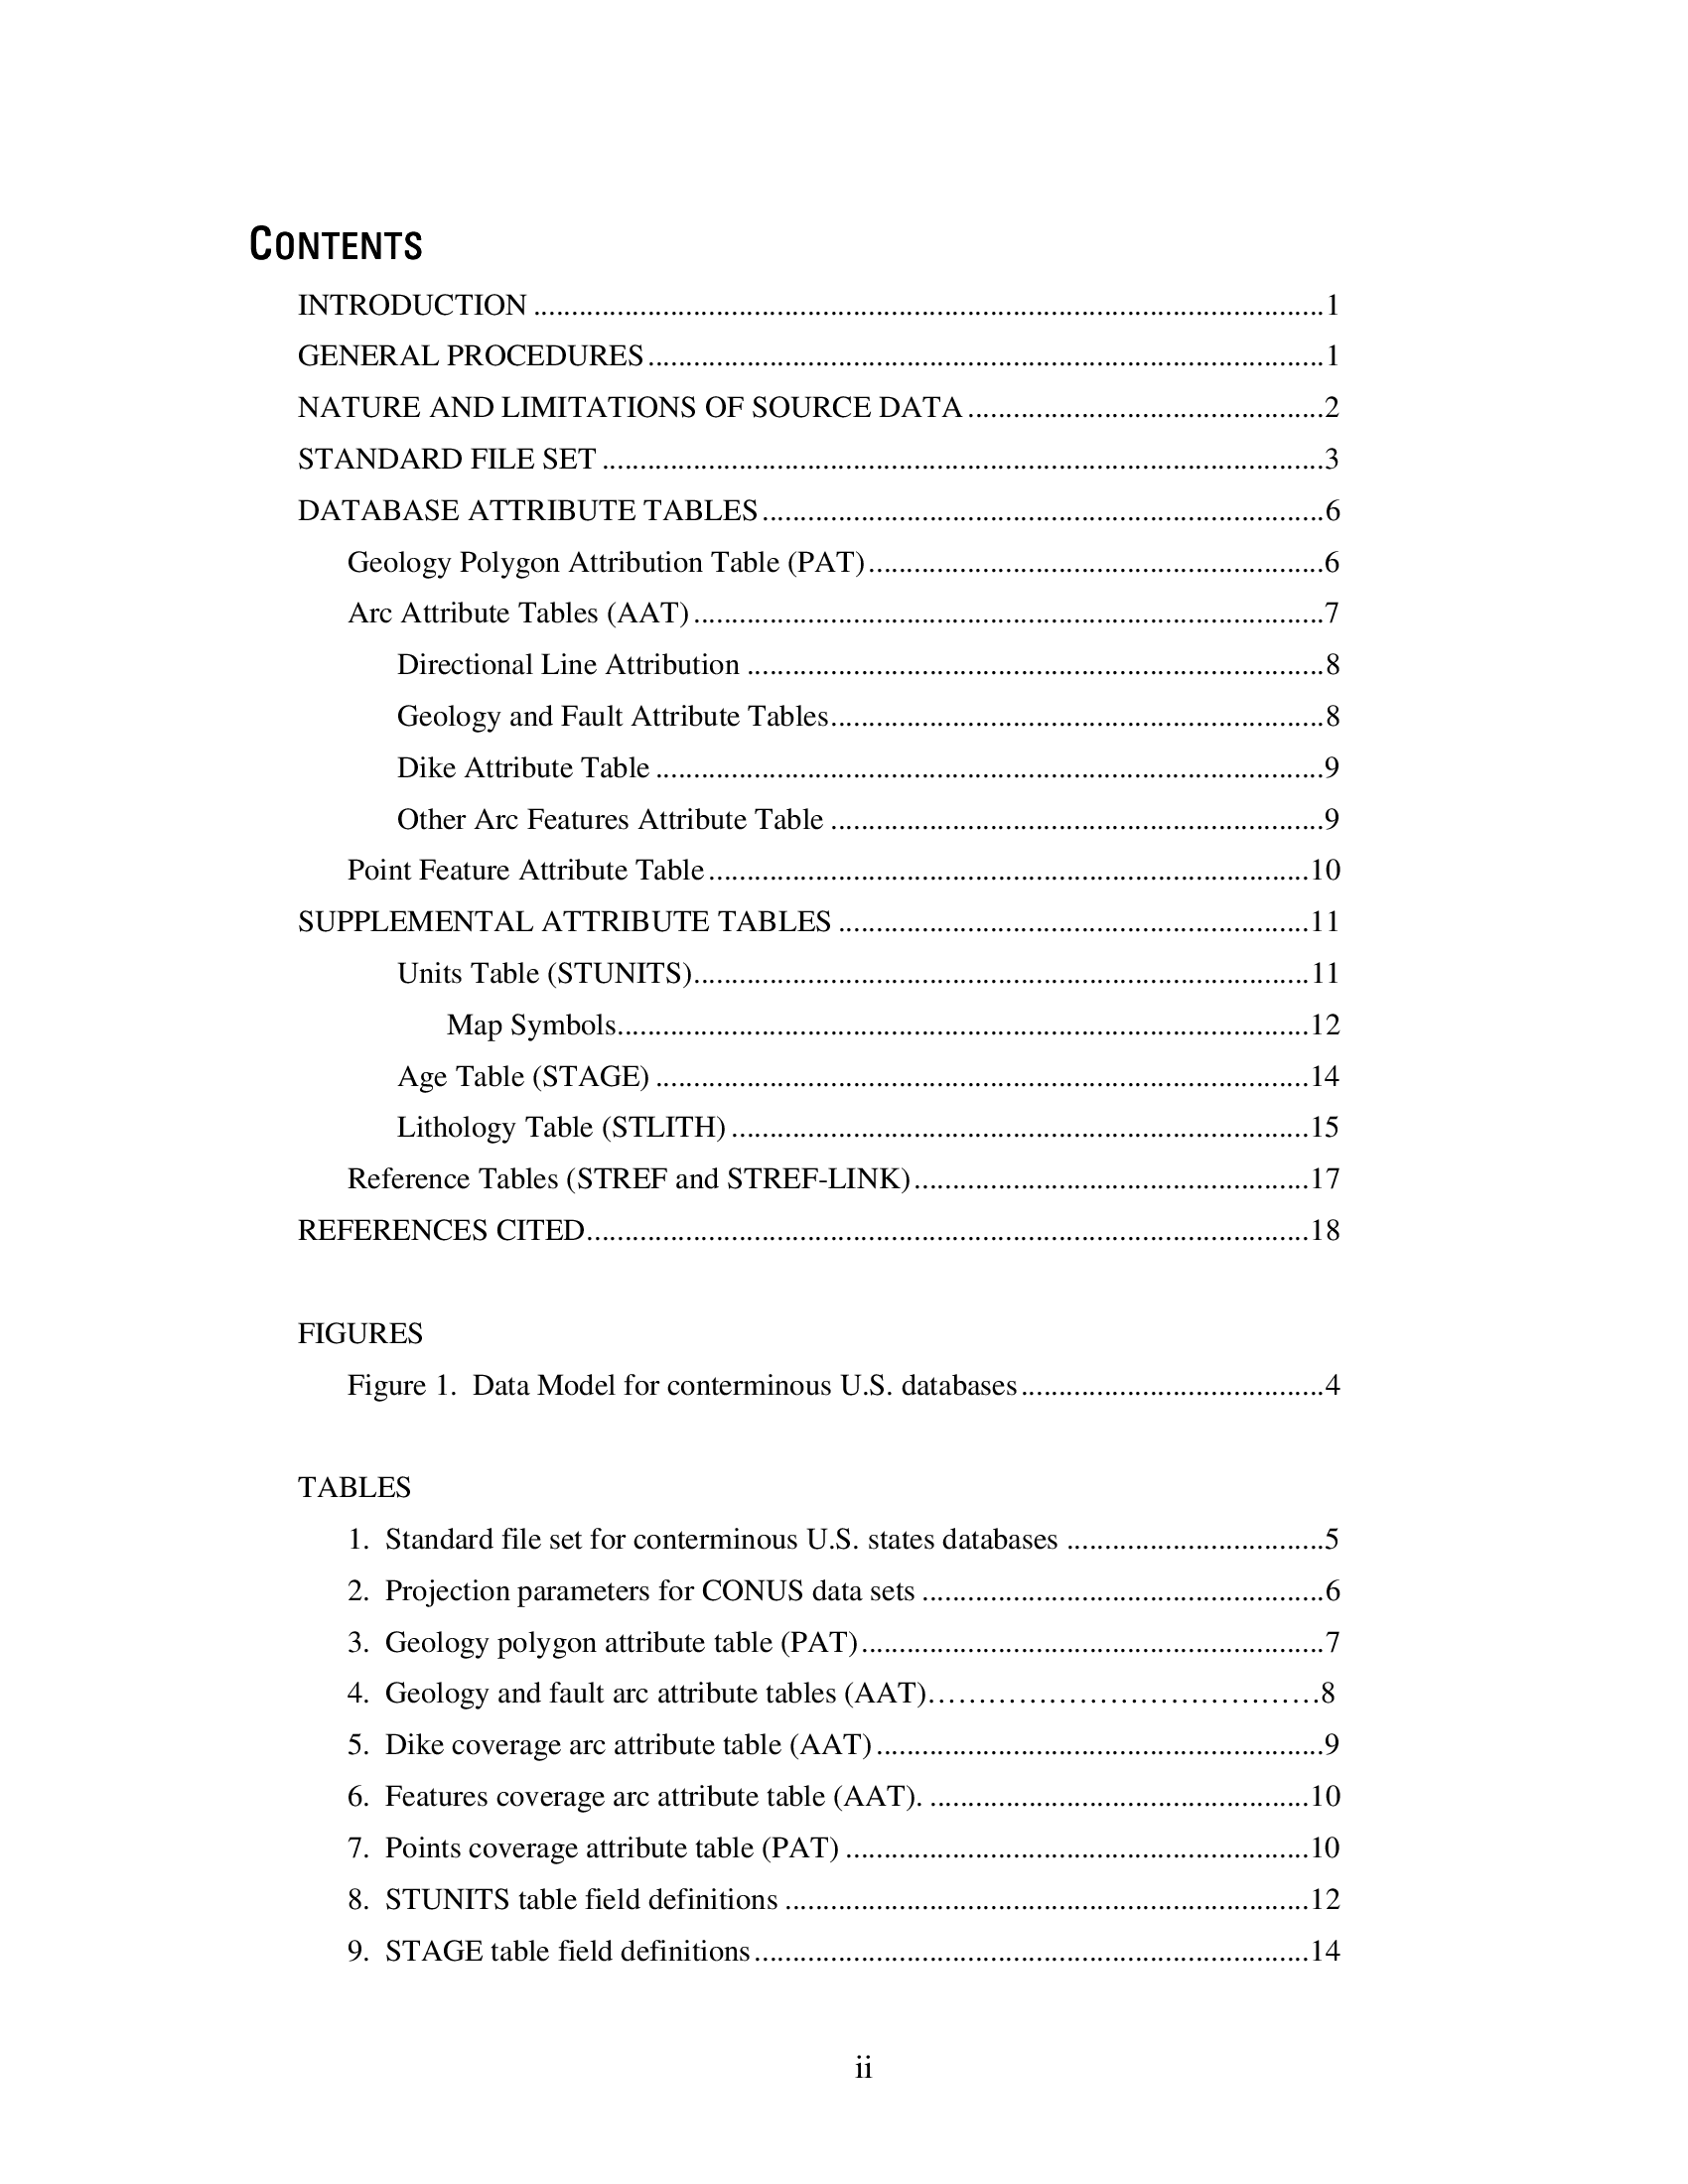 CONTENTS
INTRODUCTION ........................................................................................................1
GENERAL PROCEDURES.........................................................................................1
NATURE AND LIMITATIONS OF SOURCE DATA...............................................2
STANDARD FILE SET ...............................................................................................3
DATABASE ATTRIBUTE TABLES..........................................................................6
Geology Polygon Attribution Table (PAT)............................................................6
Arc Attribute Tables (AAT)...................................................................................7
Directional Line Attribution ............................................................................8
Geology and Fault Attribute Tables.................................................................8
Dike Attribute Table ........................................................................................9
Other Arc Features Attribute Table .................................................................9
Point Feature Attribute Table...............................................................................10
SUPPLEMENTAL ATTRIBUTE TABLES ..............................................................11
Units Table (STUNITS).................................................................................11
Map Symbols...........................................................................................12
Age Table (STAGE) ......................................................................................14
Lithology Table (STLITH) ............................................................................15
Reference Tables (STREF and STREF-LINK)....................................................17
REFERENCES CITED...............................................................................................18
FIGURES
Figure 1.  Data Model for conterminous U.S. databases........................................4
TABLES
1.  Standard file set for conterminous U.S. states databases ..................................5
2.  Projection parameters for CONUS data sets .....................................................6
3.  Geology polygon attribute table (PAT).............................................................7
4.  Geology and fault arc attribute tables (AAT)……………………………………8
5.  Dike coverage arc attribute table (AAT)...........................................................9
6.  Features coverage arc attribute table (AAT). ..................................................10
7.  Points coverage attribute table (PAT) .............................................................10
8.  STUNITS table field definitions .....................................................................12
9.  STAGE table field definitions.........................................................................14
ii